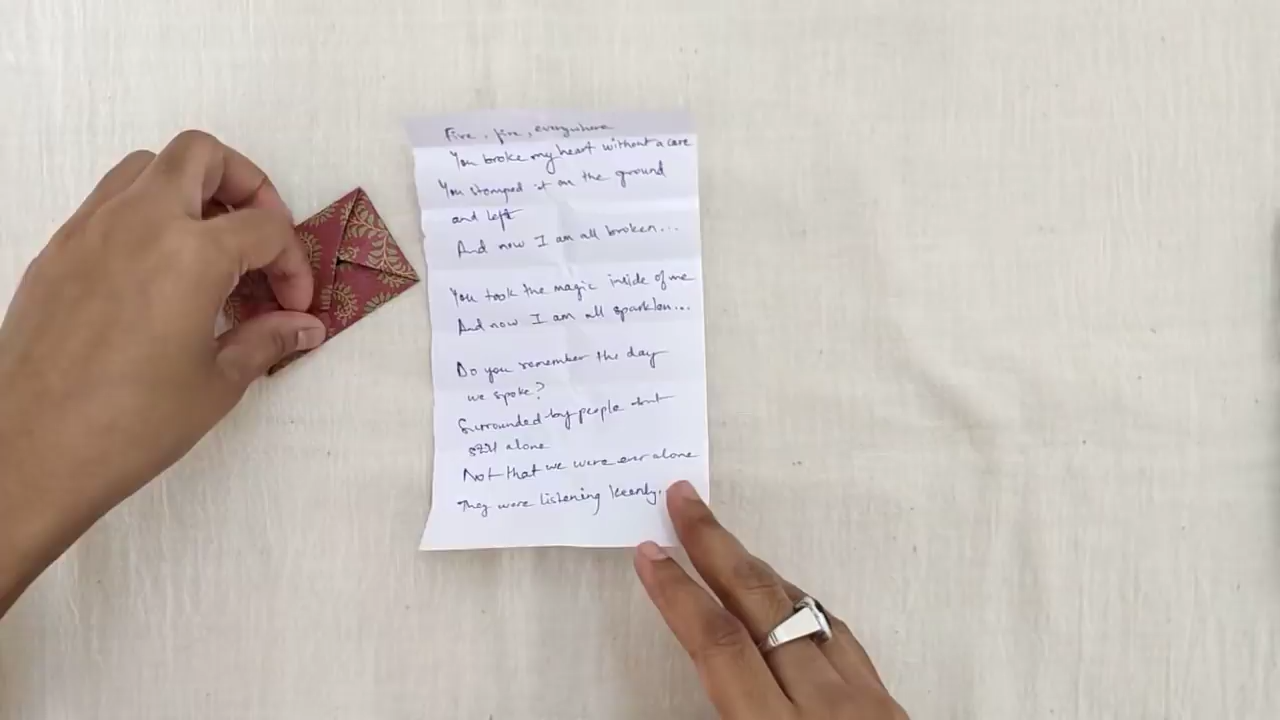 Fire, fire, everywhere
You broke my heart without a care
You stomped it on the ground
and left
And now I am all broken...
You took the magic inside of me
And now I am all
Do you remember the day
we spoke?
Surrounded by people but
still alone
Not that we were ever alone
They were listening keenly.